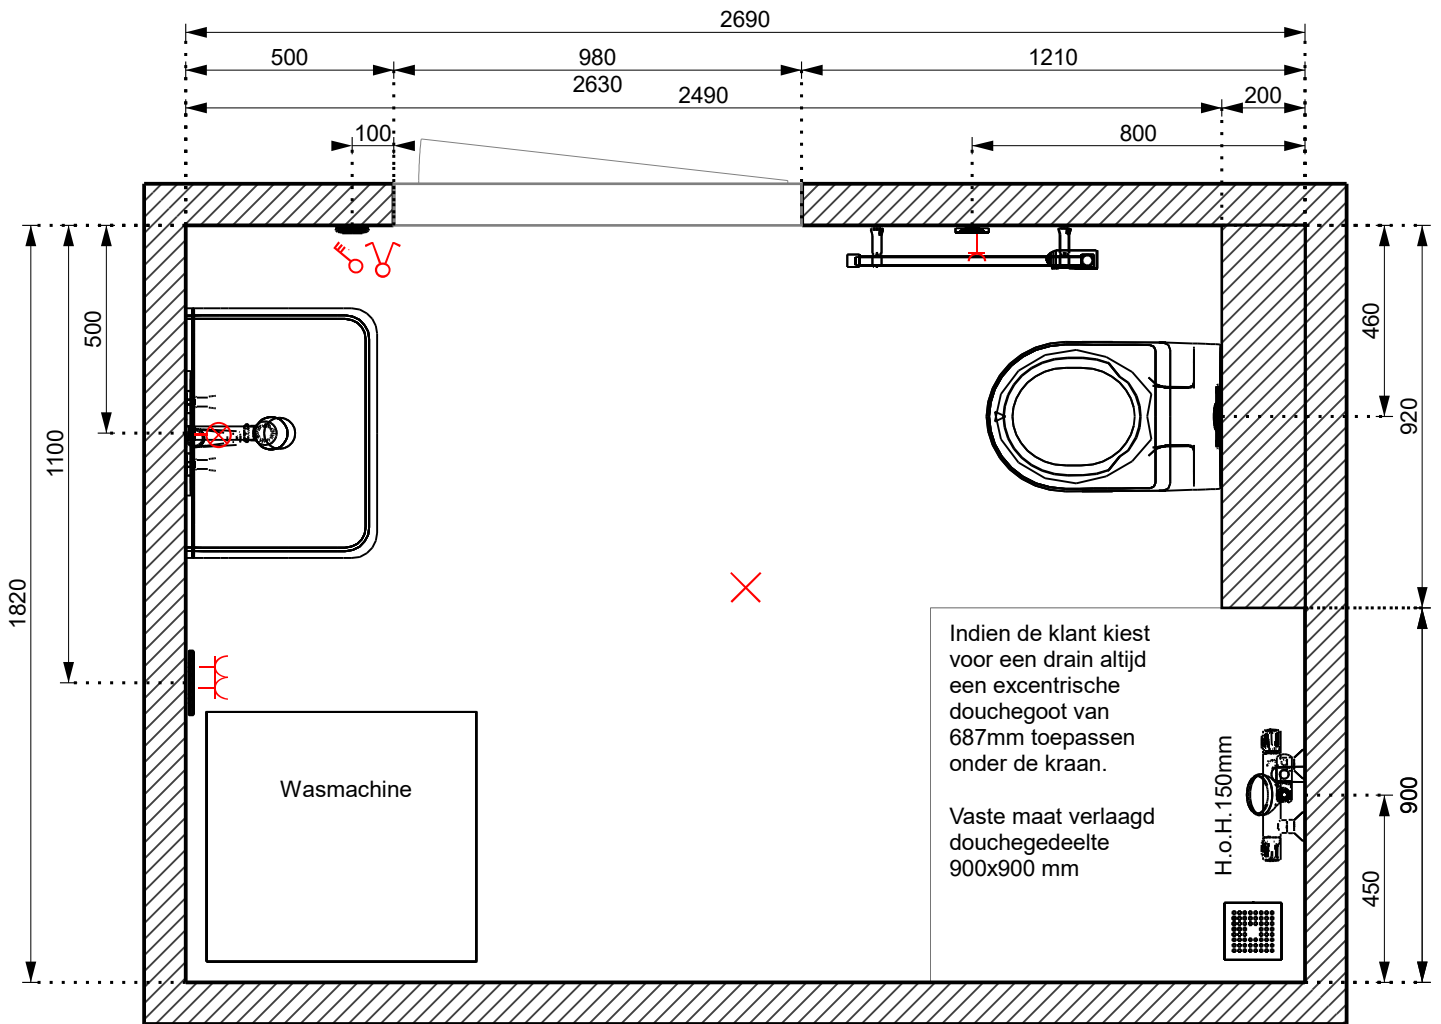 2690
500
980
1210
2630
2490
200
100
800
500
1100
1820
460
920
900
450
Indien de klant kiest
voor een drain altijd
een excentrische
douchegoot van
687mm toepassen
onder de kraan.
Vaste maat verlaagd
douchegedeelte
900x900 mm
H.o.H.150mm
Wasmachine